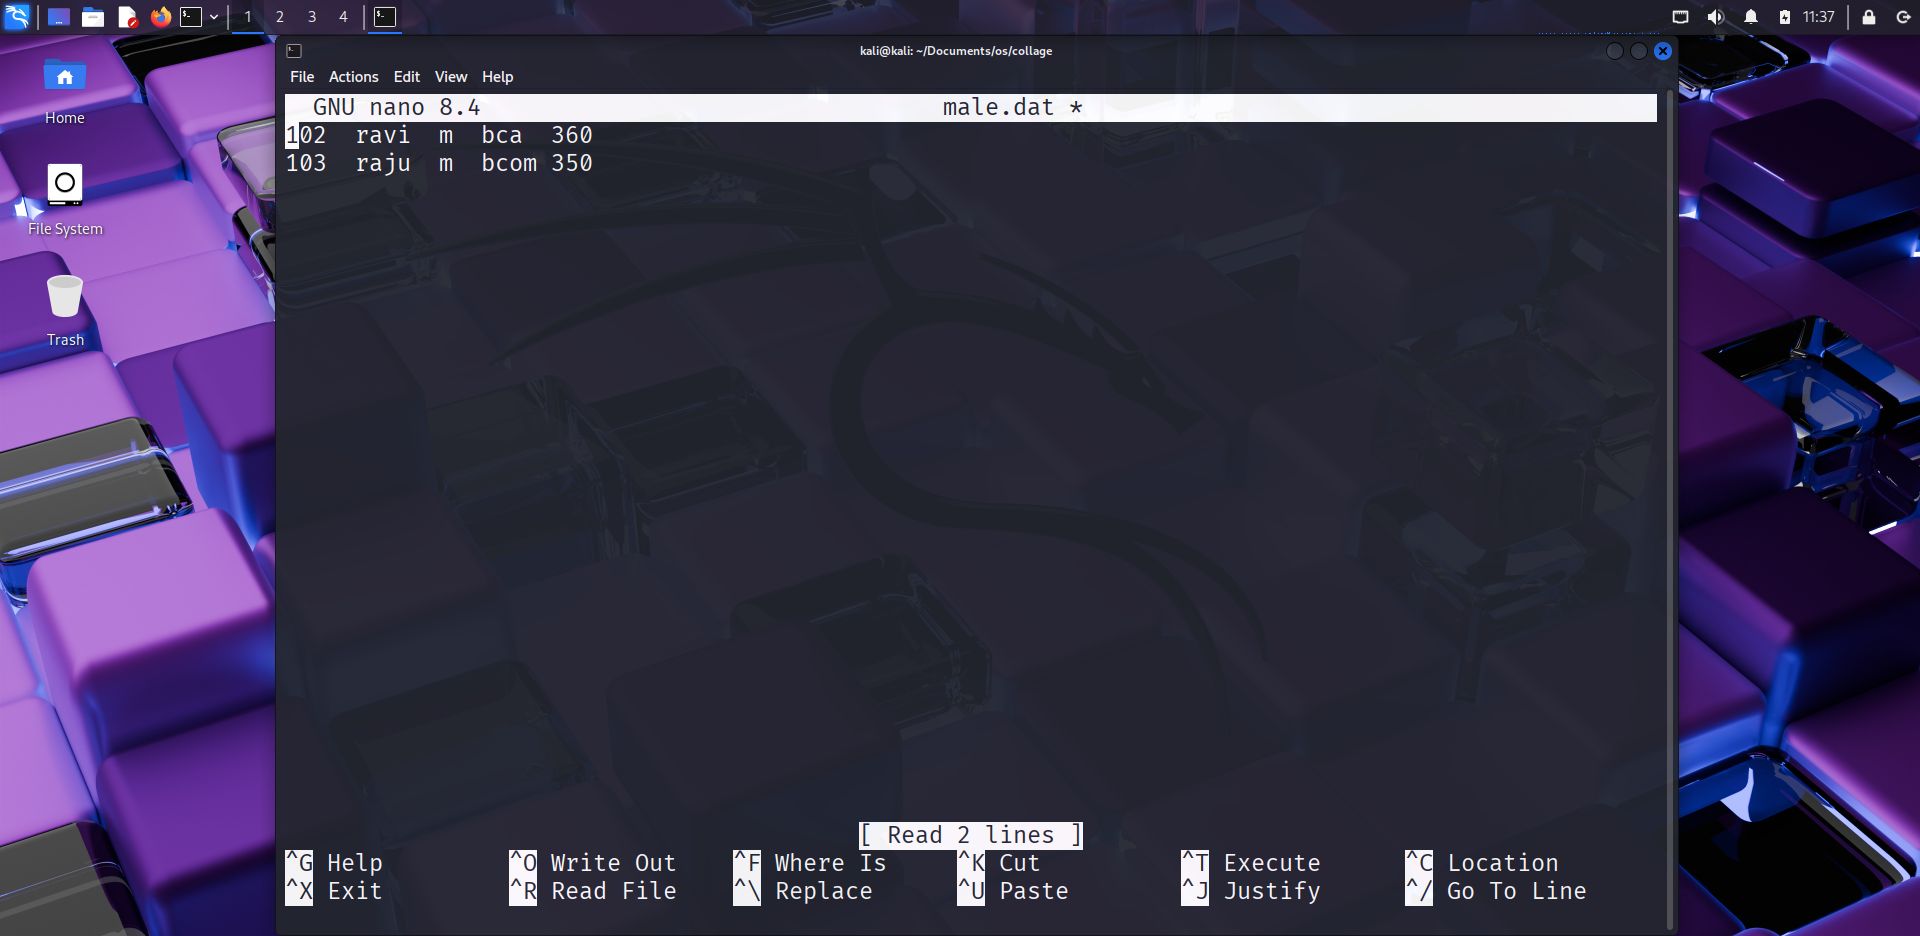 1 2 3 4 11:37
kali@kali: ~/Documents/os/collage
File Actions Edit View Help
GNU nano 8.4 male.dat *
102 ravi m bca 360
103 raju m bcom 350
Home
File System
Trash
[ Read 2 lines ]
^G Help ^O Write Out ^F Where Is ^K Cut ^T Execute ^C Location
^X Exit ^R Read File ^\ Replace ^U Paste ^J Justify ^/ Go To Line